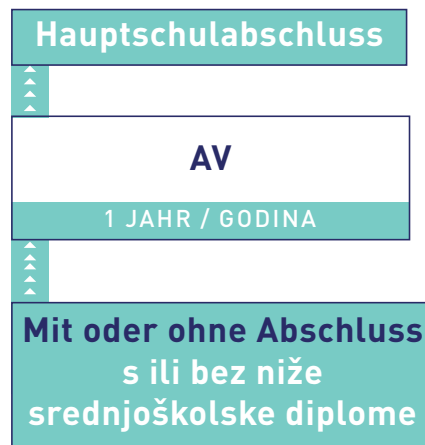 Hauptschulabschluss
AV
1 JAHR / GODINA
Mit oder ohne Abschluss
s ili bez niže
srednjoškolske diplome